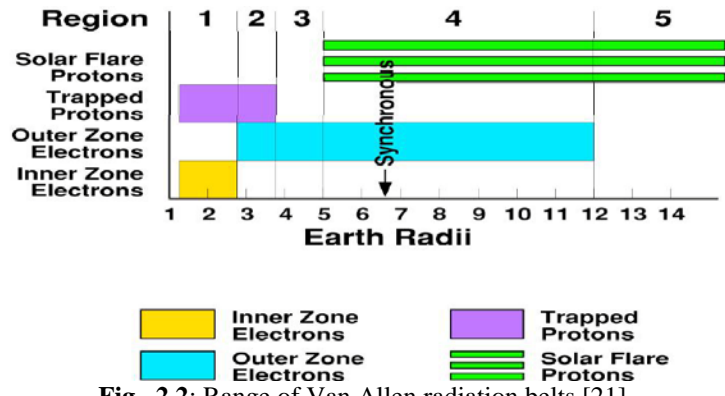 Region 1 2 3 4 5
Solar Flare
Protons
Trapped
Protons
Outer Zone
Electrons
Inner Zone
Electrons
Synchronous
1 2 3 4 5 6 7 8 9 10 11 12 13 14
Earth Radii
Inner Zone
Electrons
Trapped
Protons
Outer Zone
Electrons
Solar Flare
Protons
Fig. 2.2: Range of Van Allen radiation belts [21]